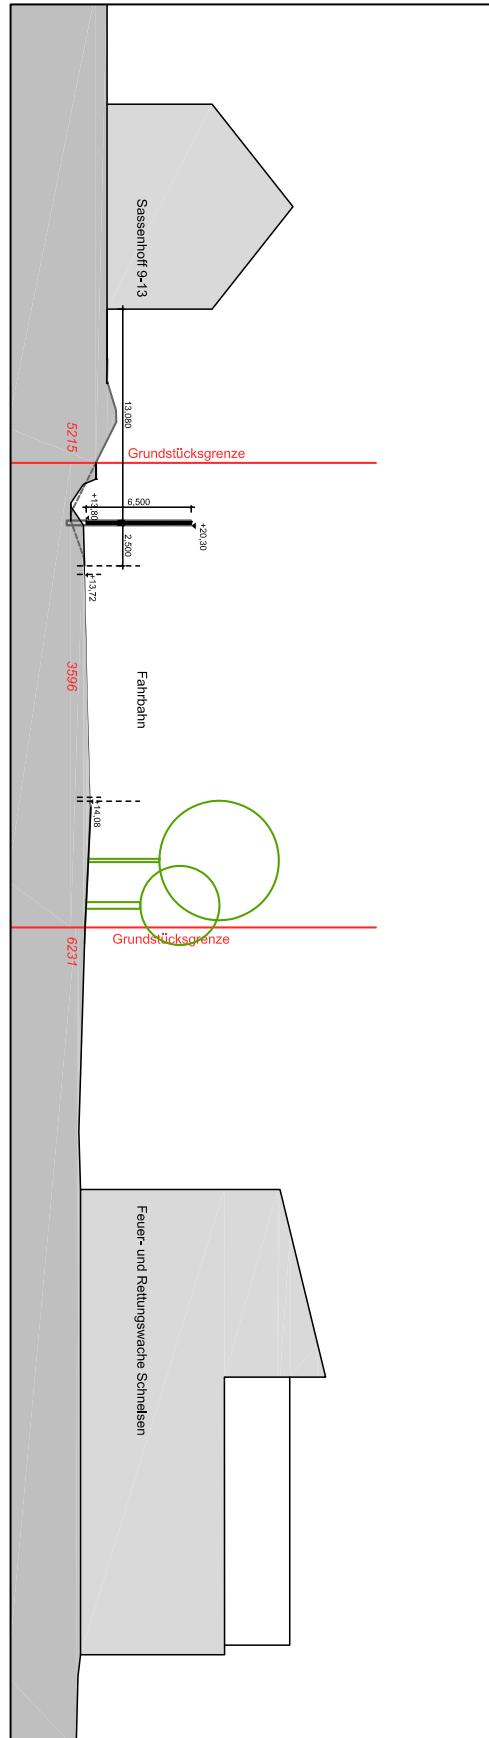 Sassenhoff 9-13
13,080
5215
Grundstücksgrenze
+13,80
6,500
+20,30
2,500
+13,72
3596
Fahrbahn
+14,08
6231
Grundstücksgrenze
Feuer- und Rettungswache Schnelsen